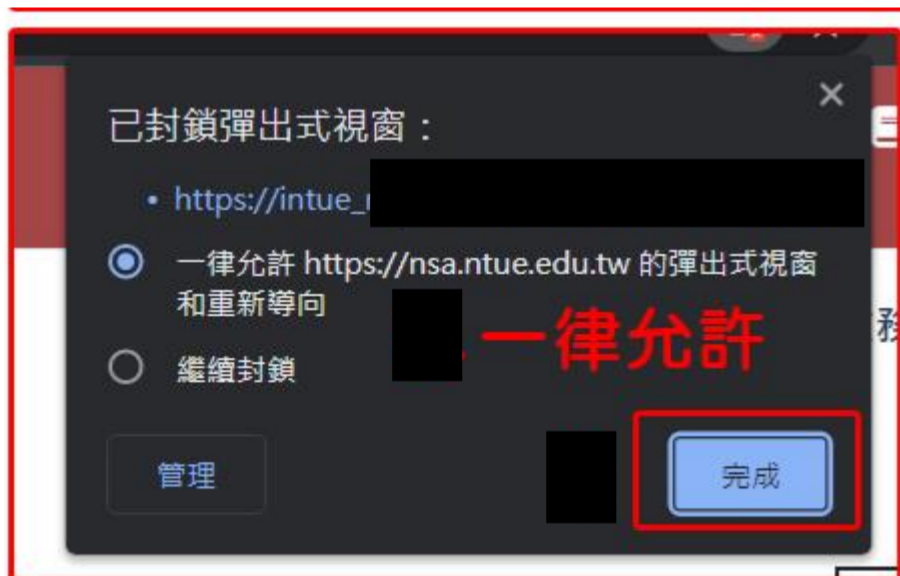 已封鎖彈出式視窗：
• https://intue_
一律允許 https://nsa.ntue.edu.tw 的彈出式視窗
和重新導向
一律允許
繼續封鎖
管理
完成